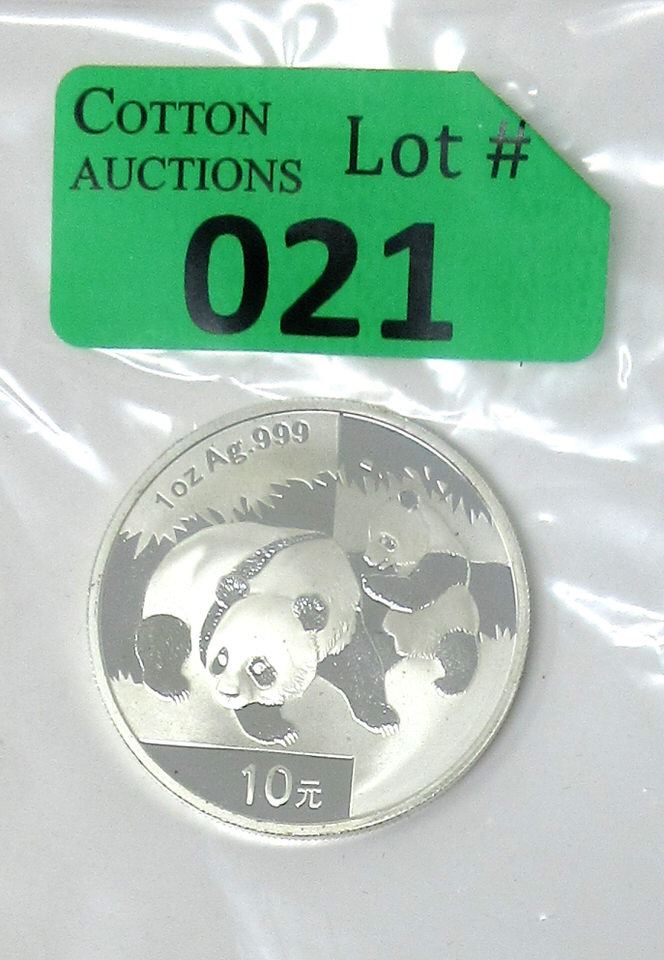 COTTON
AUCTIONS
Lot #
021
1oz Ag.999
10元